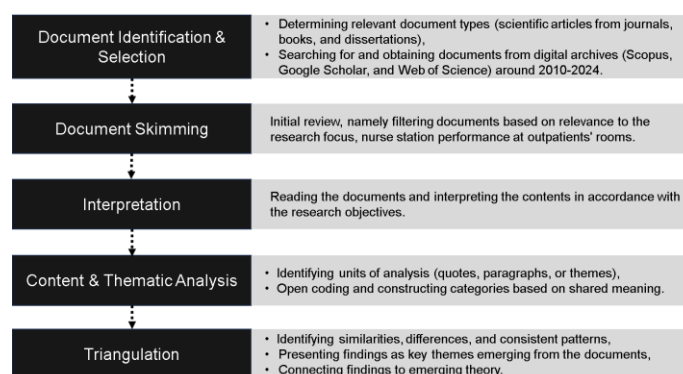 Document Identification &
Selection
• Determining relevant document types (scientific articles from journals,
books, and dissertations),
• Searching for and obtaining documents from digital archives (Scopus,
Google Scholar, and Web of Science) around 2010-2024.
Document Skimming
Initial review, namely filtering documents based on relevance to the
research focus, nurse station performance at outpatients' rooms.
Interpretation
Reading the documents and interpreting the contents in accordance with
the research objectives.
Content & Thematic Analysis
• Identifying units of analysis (quotes, paragraphs, or themes),
• Open coding and constructing categories based on shared meaning.
Triangulation
• Identifying similarities, differences, and consistent patterns,
• Presenting findings as key themes emerging from the documents,
• Connecting findings to emerging theory.